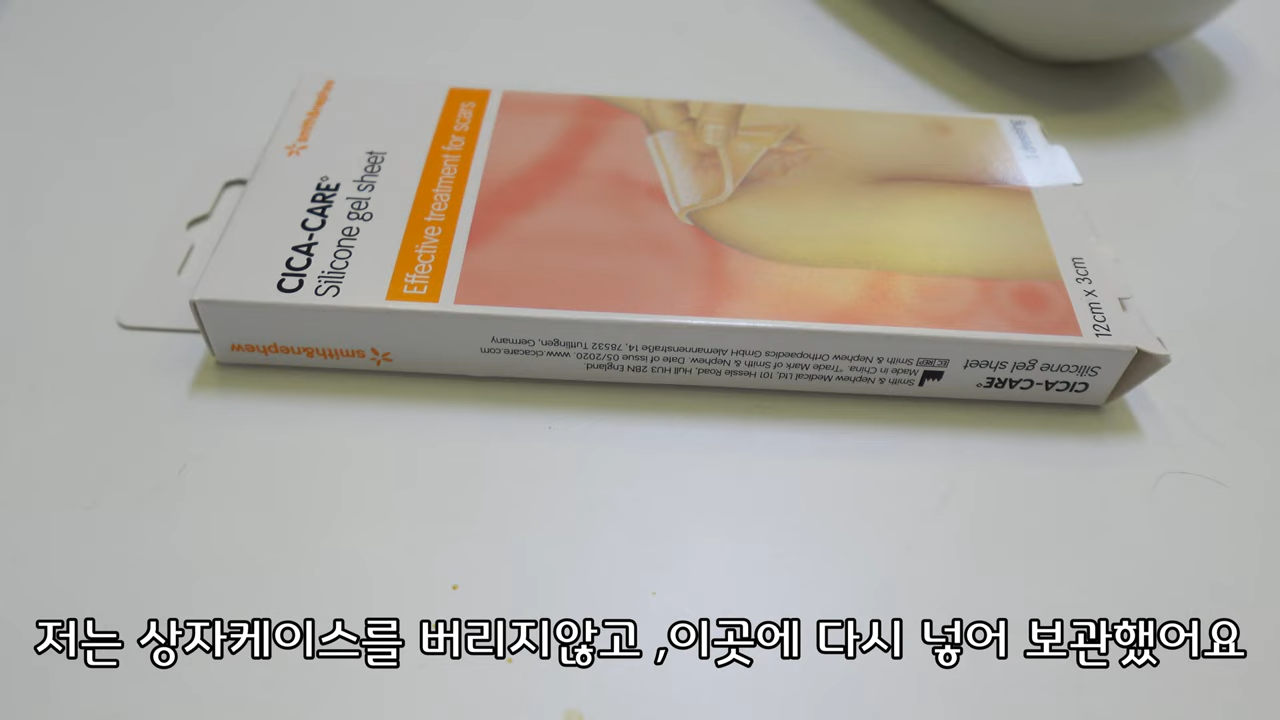 smith&nephew
CICA-CARE°
Silicone gel sheet
Effective treatment for scars
12cm x 3cm
smith&nephew
CICA-CARE°
Silicone gel sheet
Smith & Nephew Medical Ltd, 101 Hessle Road, Hull HU3 2BN England.
Made in China. °Trade Mark of Smith & Nephew. Date of issue 05/2020. www.cicacare.com
EC REP Smith & Nephew Orthopaedics GmbH Alemannenstraße 14, 78532 Tuttlingen, Germany
저는 상자케이스를 버리지않고 ,이곳에 다시 넣어 보관했어요